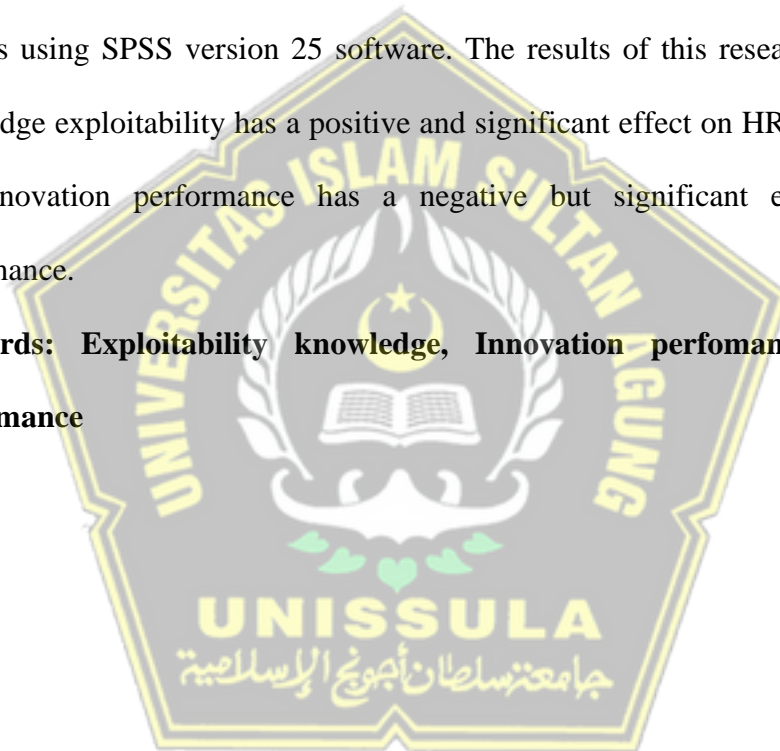 s using SPSS version 25 software. The results of this resea
dge exploitability has a positive and significant effect on HR
novation performance has a negative but significant e
nance.
rds: Exploitability knowledge, Innovation perfoman
mance
UNIVERSITAS ISLAM SULTAN AGUNG
UNISSULA
جامعة سلطان أجونج الإسلامية